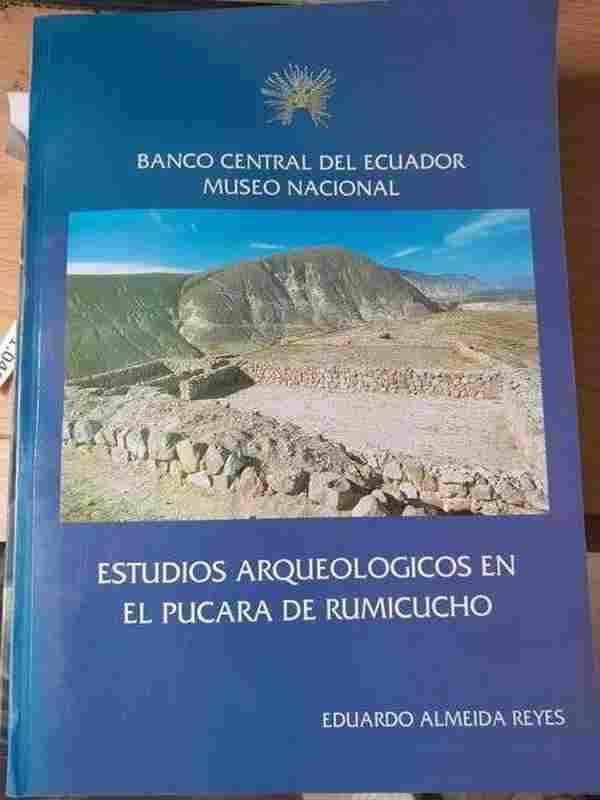 BANCO CENTRAL DEL ECUADOR
MUSEO NACIONAL
ESTUDIOS ARQUEOLOGICOS EN
EL PUCARA DE RUMICUCHO
EDUARDO ALMEIDA REYES